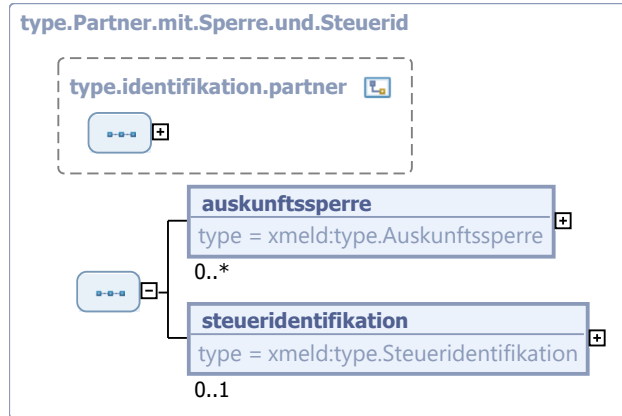 type.Partner.mit.Sperre.und.Steuerid
type.identifikation.partner
auskunftssperre
type = xmeld:type.Auskunftssperre
0..*
steueridentifikation
type = xmeld:type.Steueridentifikation
0..1